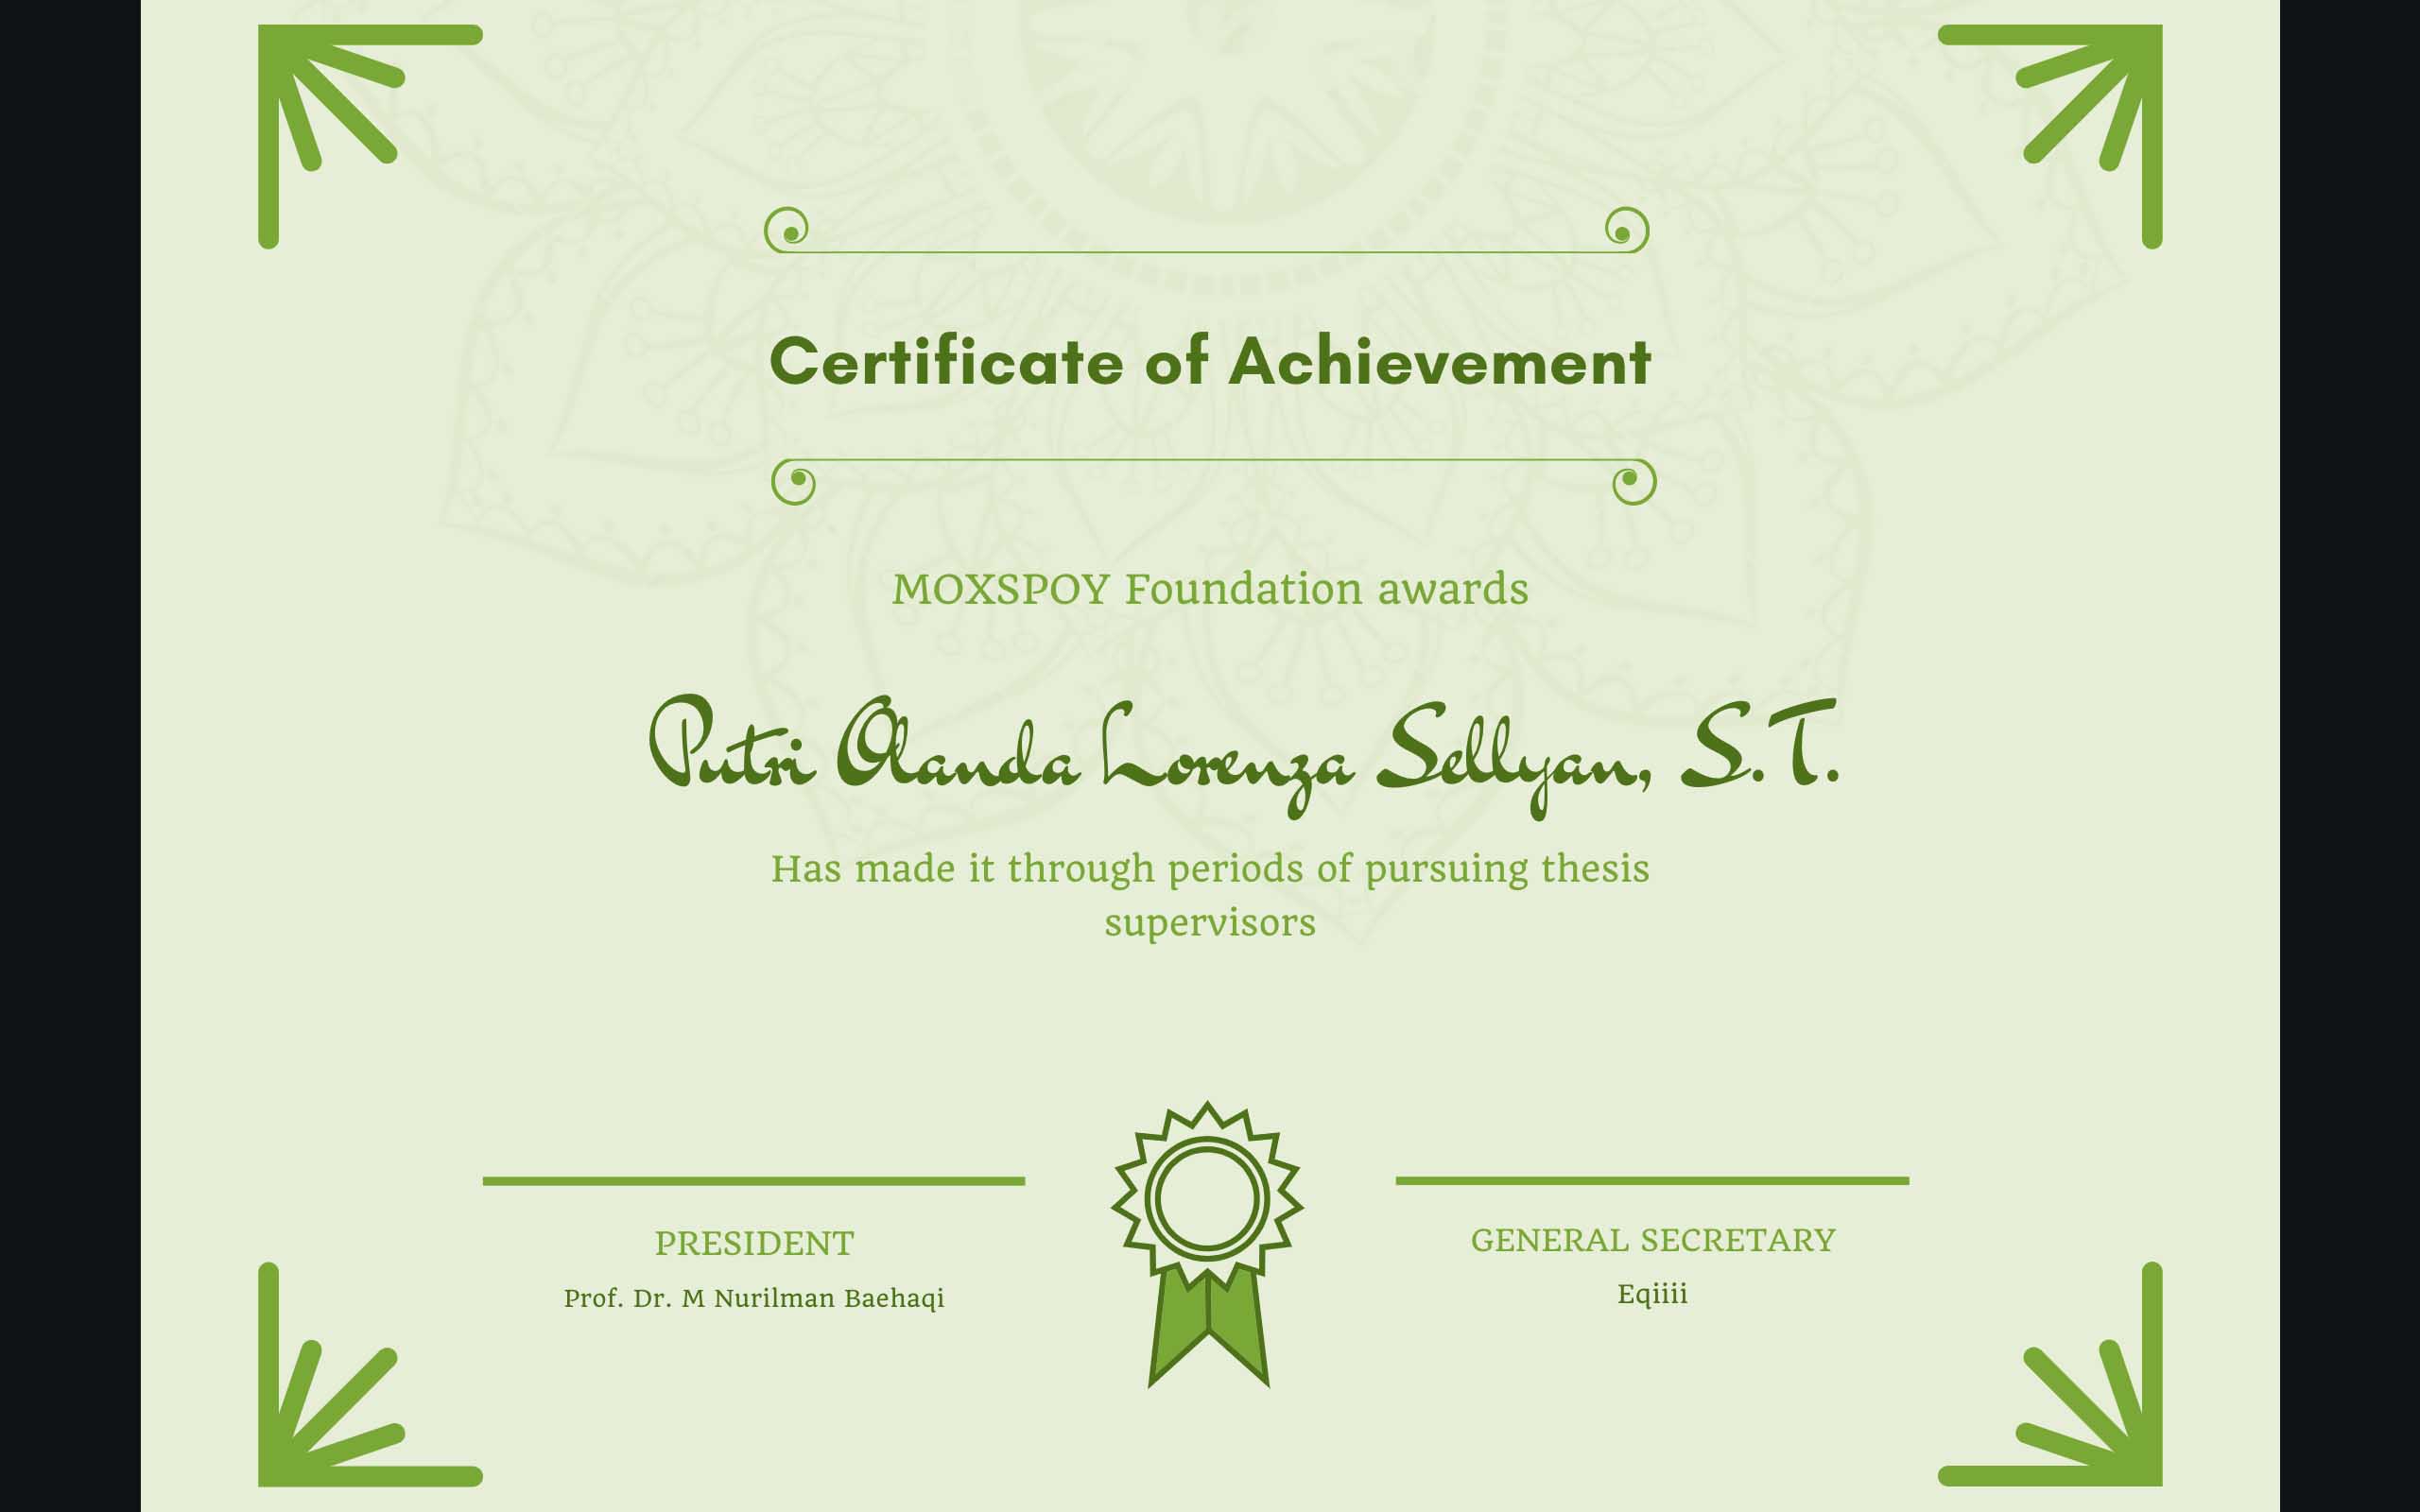 Certificate of Achievement
MOXSPOY Foundation awards
Putri Olanda Lorenza Sellyan, S.T.
Has made it through periods of pursuing thesis
supervisors
PRESIDENT
Prof. Dr. M Nurilman Baehaqi
GENERAL SECRETARY
Eqiiii